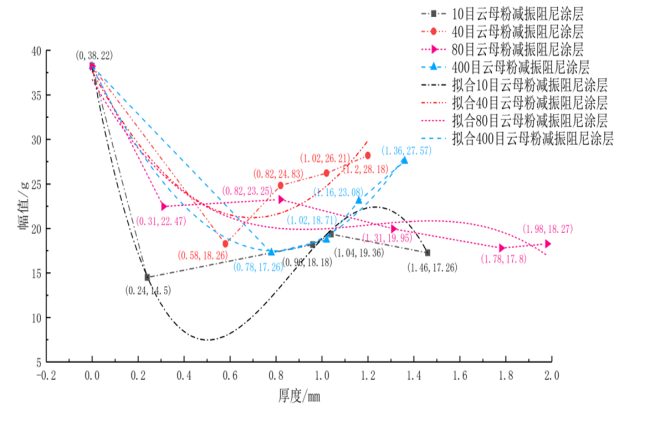 10目云母粉减振阻尼涂层
40目云母粉减振阻尼涂层
80目云母粉减振阻尼涂层
400目云母粉减振阻尼涂层
拟合10目云母粉减振阻尼涂层
拟合40目云母粉减振阻尼涂层
拟合80目云母粉减振阻尼涂层
拟合400目云母粉减振阻尼涂层
40
35
30
25
20
15
10
5
幅值/g
(0,38.22)
(1.36,27.57)
(1.02,26.21)
(0.82,24.83)
(1.2,28.18)
(0.82,23.25)
(1.16,23.08)
(0.31,22.47)
(1.02,18.71)
(1.31,19.95)
(1.98,18.27)
(0.58,18.26)
(0.78,17.26)
(0.96,18.18)
(1.04,19.36)
(1.78,17.8)
(1.46,17.26)
(0.24,14.5)
-0.2 0.0 0.2 0.4 0.6 0.8 1.0 1.2 1.4 1.6 1.8 2.0
厚度/mm